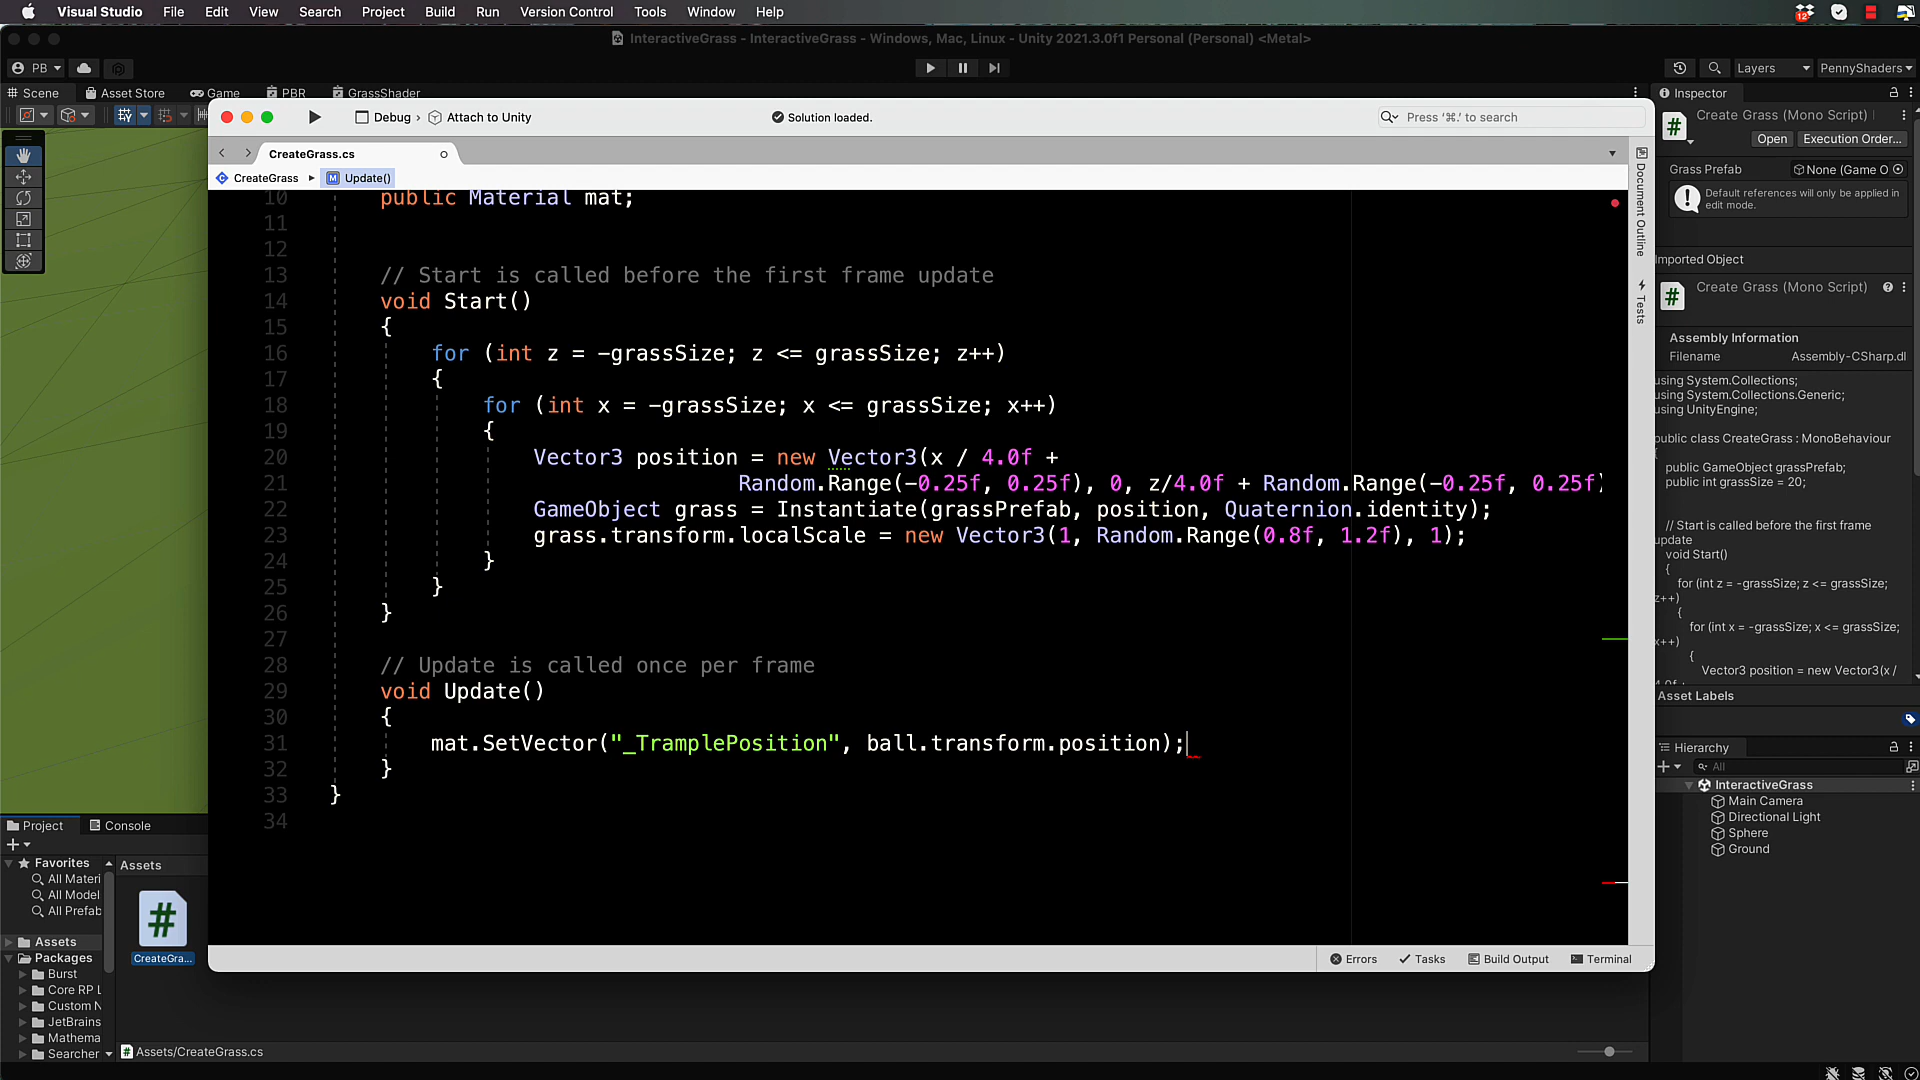 Visual Studio File Edit View Search Project Build Run Version Control Tools Window Help
12
InteractiveGrass - InteractiveGrass - Windows, Mac, Linux - Unity 2021.3.0f1 Personal (Personal) <Metal>
PB
Layers
PennyShaders
Scene
Asset Store
Game
PBR
GrassShader
Debug › Attach to Unity
Solution loaded.
Press '⌘.' to search
CreateGrass.cs
CreateGrass
M Update()
10 public Material mat;
11
12
13 // Start is called before the first frame update
14 void Start()
15 {
16 for (int z = -grassSize; z <= grassSize; z++)
17 {
18 for (int x = -grassSize; x <= grassSize; x++)
19 {
20 Vector3 position = new Vector3(x / 4.0f +
21 Random.Range(-0.25f, 0.25f), 0, z/4.0f + Random.Range(-0.25f, 0.25f)
22 GameObject grass = Instantiate(grassPrefab, position, Quaternion.identity);
23 grass.transform.localScale = new Vector3(1, Random.Range(0.8f, 1.2f), 1);
24 }
25 }
26 }
27
28 // Update is called once per frame
29 void Update()
30 {
31 mat.SetVector("_TramplePosition", ball.transform.position);
32 }
33 }
34
Document Outline
Tests
Errors
Tasks
Build Output
Terminal
Inspector
Create Grass (Mono Script)
Open
Execution Order...
Grass Prefab
None (Game O
Default references will only be applied in
edit mode.
Imported Object
Create Grass (Mono Script)
Assembly Information
Filename Assembly-CSharp.dl
using System.Collections;
using System.Collections.Generic;
using UnityEngine;
public class CreateGrass : MonoBehaviour
{
public GameObject grassPrefab;
public int grassSize = 20;
// Start is called before the first frame
update
void Start()
{
for (int z = -grassSize; z <= grassSize;
z++)
{
for (int x = -grassSize; x <= grassSize;
x++)
{
Vector3 position = new Vector3(x /
4.0f +
Asset Labels
Hierarchy
All
InteractiveGrass
Main Camera
Directional Light
Sphere
Ground
Project
Console
Favorites
All Materi
All Model
All Prefab
Assets
Packages
Burst
Core RP L
Custom N
JetBrains
Mathema
Searcher
Assets
CreateGra...
Assets/CreateGrass.cs